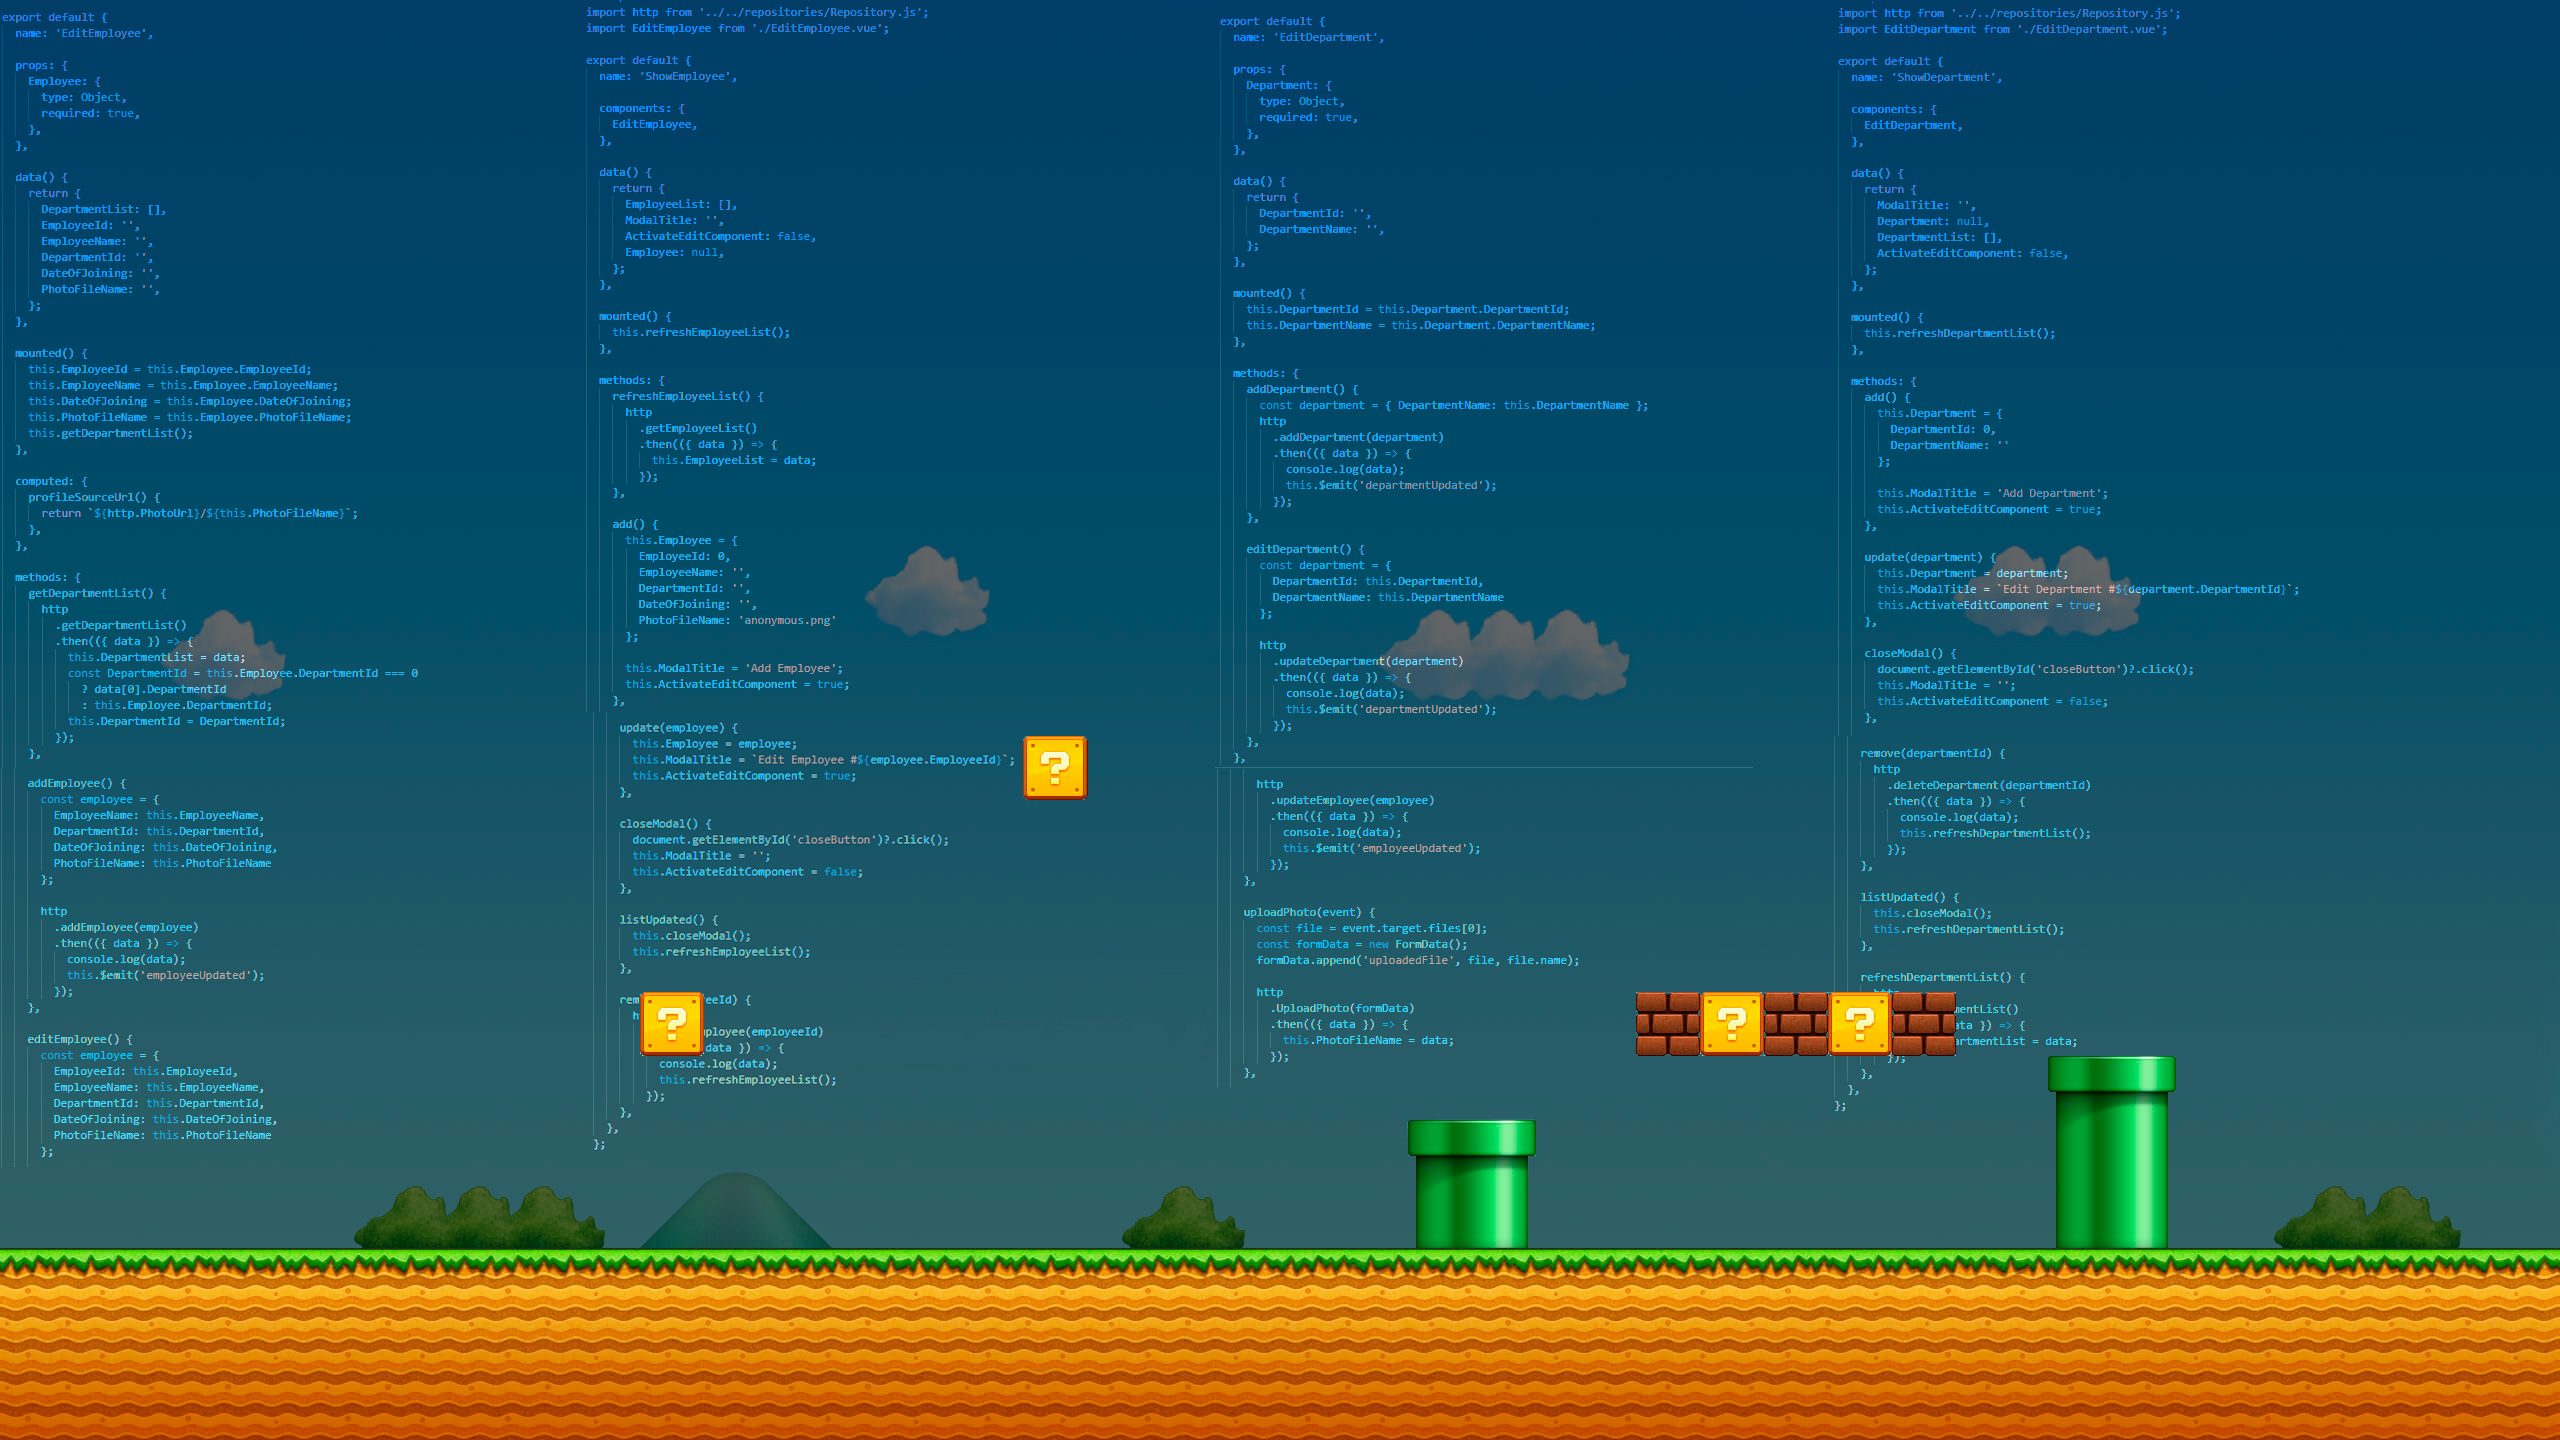 export default {
name: 'EditEmployee',
props: {
Employee: {
type: Object,
required: true,
},
},
data() {
return {
DepartmentList: [],
EmployeeId: '',
EmployeeName: '',
DepartmentId: '',
DateOfJoining: '',
PhotoFileName: '',
};
},
mounted() {
this.EmployeeId = this.Employee.EmployeeId;
this.EmployeeName = this.Employee.EmployeeName;
this.DateOfJoining = this.Employee.DateOfJoining;
this.PhotoFileName = this.Employee.PhotoFileName;
this.getDepartmentList();
},
computed: {
profileSourceUrl() {
return `${http.PhotoUrl}/${this.PhotoFileName}`;
},
},
methods: {
getDepartmentList() {
http
.getDepartmentList()
.then(({ data }) => {
this.DepartmentList = data;
const DepartmentId = this.Employee.DepartmentId === 0
? data[0].DepartmentId
: this.Employee.DepartmentId;
this.DepartmentId = DepartmentId;
});
},
addEmployee() {
const employee = {
EmployeeName: this.EmployeeName,
DepartmentId: this.DepartmentId,
DateOfJoining: this.DateOfJoining,
PhotoFileName: this.PhotoFileName
};
http
.addEmployee(employee)
.then(({ data }) => {
console.log(data);
this.$emit('employeeUpdated');
});
},
editEmployee() {
const employee = {
EmployeeId: this.EmployeeId,
EmployeeName: this.EmployeeName,
DepartmentId: this.DepartmentId,
DateOfJoining: this.DateOfJoining,
PhotoFileName: this.PhotoFileName
};
import http from '../../repositories/Repository.js';
import EditEmployee from './EditEmployee.vue';
export default {
name: 'ShowEmployee',
components: {
EditEmployee,
},
data() {
return {
EmployeeList: [],
ModalTitle: '',
ActivateEditComponent: false,
Employee: null,
};
},
mounted() {
this.refreshEmployeeList();
},
methods: {
refreshEmployeeList() {
http
.getEmployeeList()
.then(({ data }) => {
this.EmployeeList = data;
});
},
add() {
this.Employee = {
EmployeeId: 0,
EmployeeName: '',
DepartmentId: '',
DateOfJoining: '',
PhotoFileName: 'anonymous.png'
};
this.ModalTitle = 'Add Employee';
this.ActivateEditComponent = true;
},
update(employee) {
this.Employee = employee;
this.ModalTitle = `Edit Employee #${employee.EmployeeId}`;
this.ActivateEditComponent = true;
},
closeModal() {
document.getElementById('closeButton')?.click();
this.ModalTitle = '';
this.ActivateEditComponent = false;
},
listUpdated() {
this.closeModal();
this.refreshEmployeeList();
},
rem eeId) {
h ?
mployee(employeeId)
data }) => {
console.log(data);
this.refreshEmployeeList();
});
},
},
};
?
export default {
name: 'EditDepartment',
props: {
Department: {
type: Object,
required: true,
},
},
data() {
return {
DepartmentId: '',
DepartmentName: '',
};
},
mounted() {
this.DepartmentId = this.Department.DepartmentId;
this.DepartmentName = this.Department.DepartmentName;
},
methods: {
addDepartment() {
const department = { DepartmentName: this.DepartmentName };
http
.addDepartment(department)
.then(({ data }) => {
console.log(data);
this.$emit('departmentUpdated');
});
},
editDepartment() {
const department = {
DepartmentId: this.DepartmentId,
DepartmentName: this.DepartmentName
};
http
.updateDepartment(department)
.then(({ data }) => {
console.log(data);
this.$emit('departmentUpdated');
});
},
},
http
.updateEmployee(employee)
.then(({ data }) => {
console.log(data);
this.$emit('employeeUpdated');
});
},
uploadPhoto(event) {
const file = event.target.files[0];
const formData = new FormData();
formData.append('uploadedFile', file, file.name);
http
.UploadPhoto(formData)
.then(({ data }) => {
this.PhotoFileName = data;
});
},
import http from '../../repositories/Repository.js';
import EditDepartment from './EditDepartment.vue';
export default {
name: 'ShowDepartment',
components: {
EditDepartment,
},
data() {
return {
ModalTitle: '',
Department: null,
DepartmentList: [],
ActivateEditComponent: false,
};
},
mounted() {
this.refreshDepartmentList();
},
methods: {
add() {
this.Department = {
DepartmentId: 0,
DepartmentName: ''
};
this.ModalTitle = 'Add Department';
this.ActivateEditComponent = true;
},
update(department) {
this.Department = department;
this.ModalTitle = `Edit Department #${department.DepartmentId}`;
this.ActivateEditComponent = true;
},
closeModal() {
document.getElementById('closeButton')?.click();
this.ModalTitle = '';
this.ActivateEditComponent = false;
},
remove(departmentId) {
http
.deleteDepartment(departmentId)
.then(({ data }) => {
console.log(data);
this.refreshDepartmentList();
});
},
listUpdated() {
this.closeModal();
this.refreshDepartmentList();
},
refreshDepartmentList() {
? ?
mentList()
ata }) => {
artmentList = data;
});
},
},
};